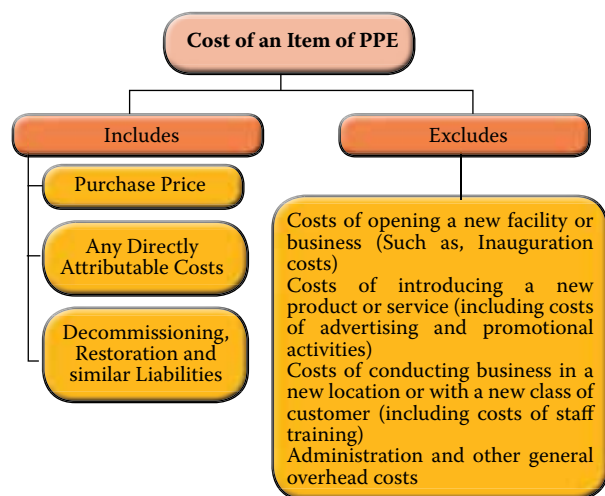 Cost of an Item of PPE
Includes
Purchase Price
Any Directly
Attributable Costs
Decommissioning,
Restoration and
similar Liabilities
Excludes
Costs of opening a new facility or
business (Such as, Inauguration
costs)
Costs of introducing a new
product or service (including costs
of advertising and promotional
activities)
Costs of conducting business in a
new location or with a new class of
customer (including costs of staff
training)
Administration and other general
overhead costs